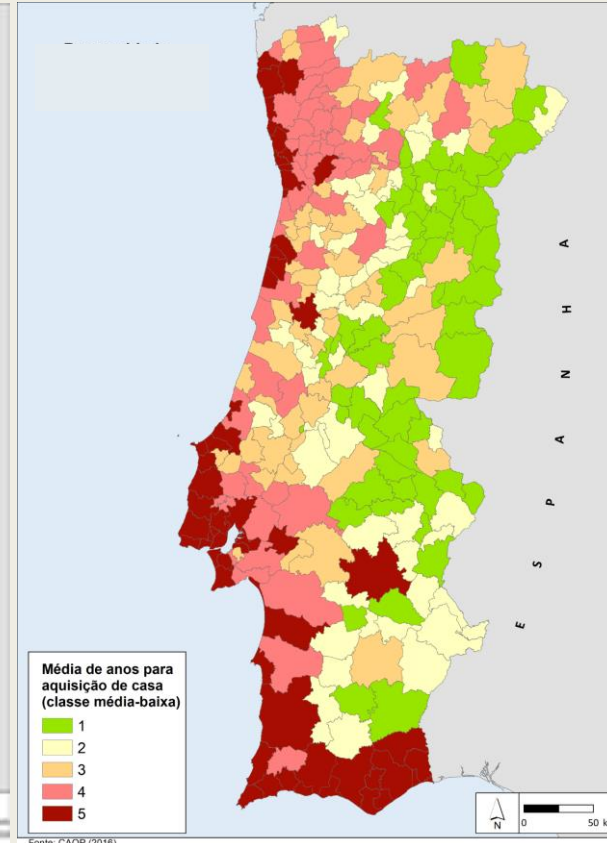 A
H
N
A
P
S
E
Média de anos para
aquisição de casa
(classe média-baixa)
1
2
3
4
5
N
0 50 k
Fonte: CAOP (2016)